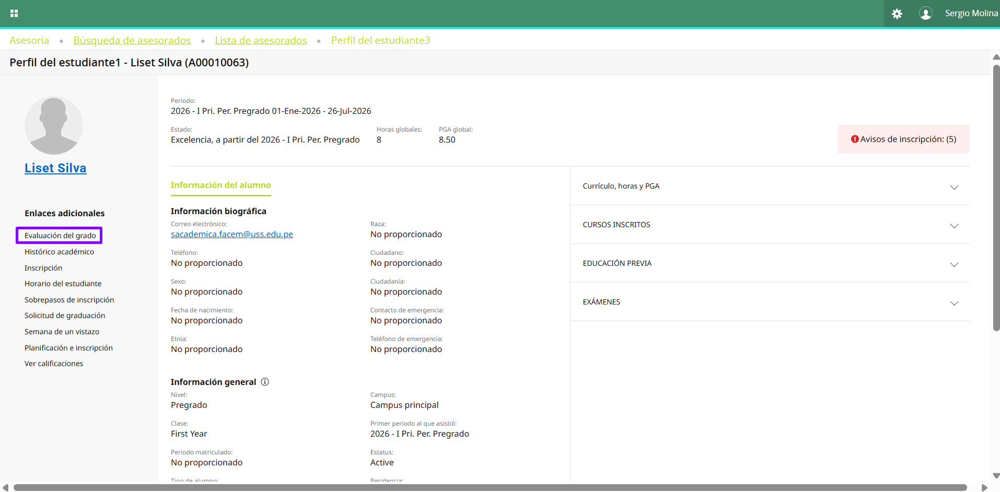 Sergio Molina
Asesoría • Búsqueda de asesorados • Lista de asesorados • Perfil del estudiante3
Perfil del estudiante1 - Liset Silva (A00010063)
Liset Silva
Enlaces adicionales
Evaluación del grado
Histórico académico
Inscripción
Horario del estudiante
Sobrepasos de inscripción
Solicitud de graduación
Semana de un vistazo
Planificación e inscripción
Ver calificaciones
Periodo:
2026 - I Pri. Per. Pregrado 01-Ene-2026 - 26-Jul-2026
Estado: Horas globales: PGA global:
Excelencia, a partir del 2026 - I Pri. Per. Pregrado 8 8.50
Avisos de inscripción: (5)
Información del alumno
Información biográfica
Correo electrónico: Raza:
sacademica.facem@uss.edu.pe No proporcionado
Teléfono: Ciudadano:
No proporcionado No proporcionado
Sexo: Ciudadanía:
No proporcionado No proporcionado
Fecha de nacimiento: Contacto de emergencia:
No proporcionado No proporcionado
Etnia: Teléfono de emergencia:
No proporcionado No proporcionado
Información general
Nivel: Campus:
Pregrado Campus principal
Clase: Primer periodo al que asistió:
First Year 2026 - I Pri. Per. Pregrado
Periodo matriculado: Estatus:
No proporcionado Active
Tipo de alumno: Residencia:
Currículo, horas y PGA
CURSOS INSCRITOS
EDUCACIÓN PREVIA
EXÁMENES